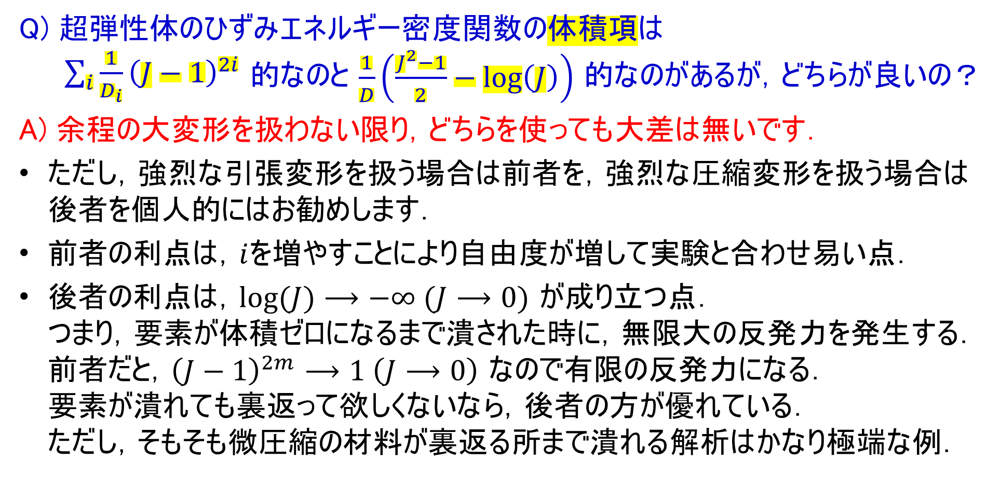 Q) 超弾性体のひずみエネルギー密度関数の体積項は
∑_i 1/D_i (J − 1)^{2i} 的なのと 1/D ((J^2−1)/2 − log(J)) 的なのがあるが, どちらが良いの？
A) 余程の大変形を扱わない限り, どちらを使っても大差は無いです.
• ただし, 強烈な引張変形を扱う場合は前者を, 強烈な圧縮変形を扱う場合は
後者を個人的にはお勧めします.
• 前者の利点は, iを増やすことにより自由度が増して実験と合わせ易い点.
• 後者の利点は, log(J) ⟶ −∞ (J ⟶ 0) が成り立つ点.
つまり, 要素が体積ゼロになるまで潰された時に, 無限大の反発力を発生する.
前者だと, (J − 1)^{2m} ⟶ 1 (J ⟶ 0) なので有限の反発力になる.
要素が潰れても裏返って欲しくないなら, 後者の方が優れている.
ただし, そもそも微圧縮の材料が裏返る所まで潰れる解析はかなり極端な例.